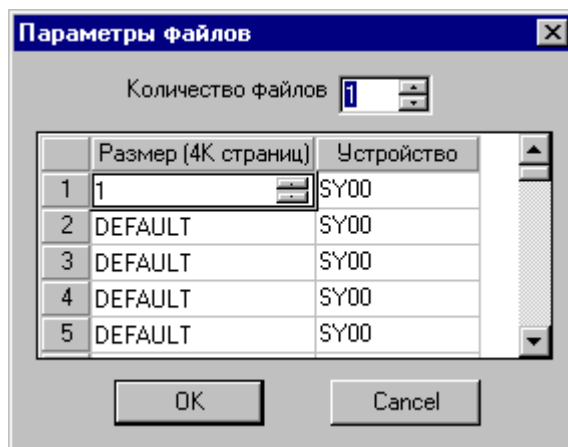 Параметры файлов
Количество файлов 1
Размер (4K страниц) Устройство
1 1 SY00
2 DEFAULT SY00
3 DEFAULT SY00
4 DEFAULT SY00
5 DEFAULT SY00
OK Cancel